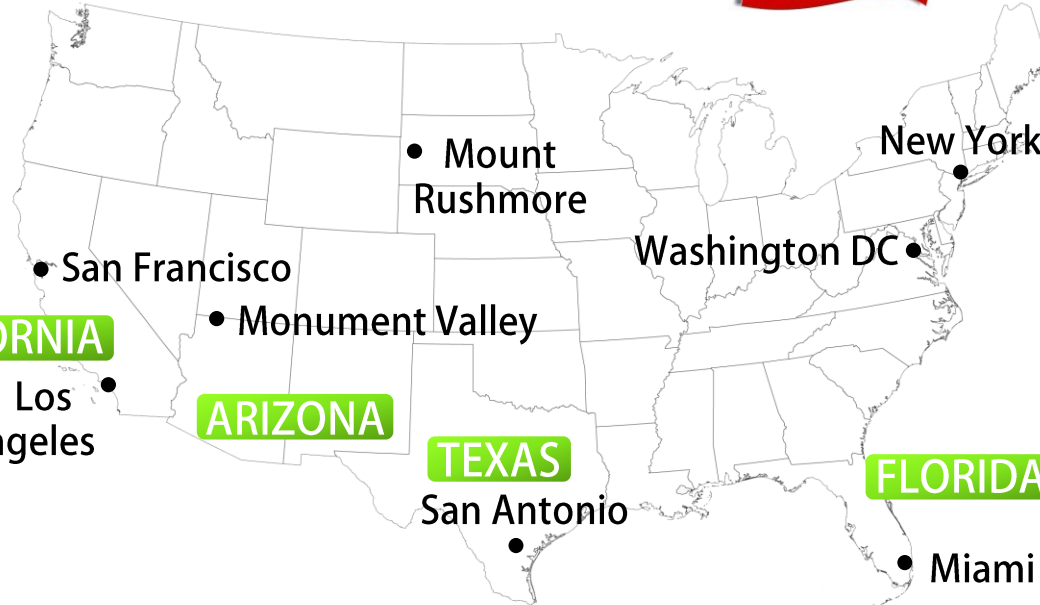 New York
Mount
Rushmore
Washington DC
San Francisco
Monument Valley
ORNIA
Los
ngeles
ARIZONA
TEXAS
FLORIDA
San Antonio
Miami